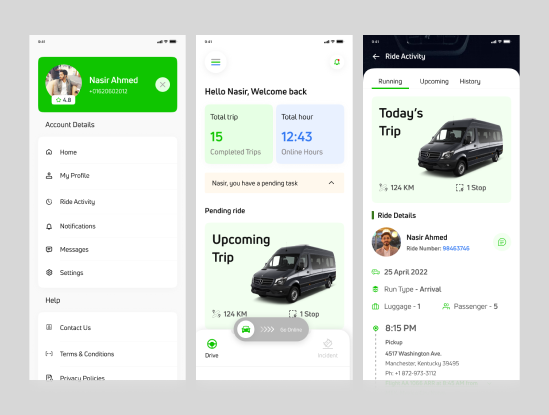 9:41
Nasir Ahmed
+01620602012
4.8
Account Details
Home
My Profile
Ride Activity
Notifications
Messages
Settings
Help
Contact Us
Terms & Conditions
Privacy Policies
9:41
Hello Nasir, Welcome back
Total trip
15
Completed Trips
Total hour
12:43
Online Hours
Nasir, you have a pending task
Pending ride
Upcoming
Trip
124 KM
1 Stop
Go Online
Drive
Incident
9:41
Ride Activity
Running
Upcoming
History
Today's
Trip
124 KM
1 Stop
Ride Details
Nasir Ahmed
Ride Number: 98463746
25 April 2022
Run Type - Arrival
Luggage - 1
Passenger - 5
8:15 PM
Pickup
4517 Washington Ave.
Manchester, Kentucky 39495
Ph: +1 872-973-3112